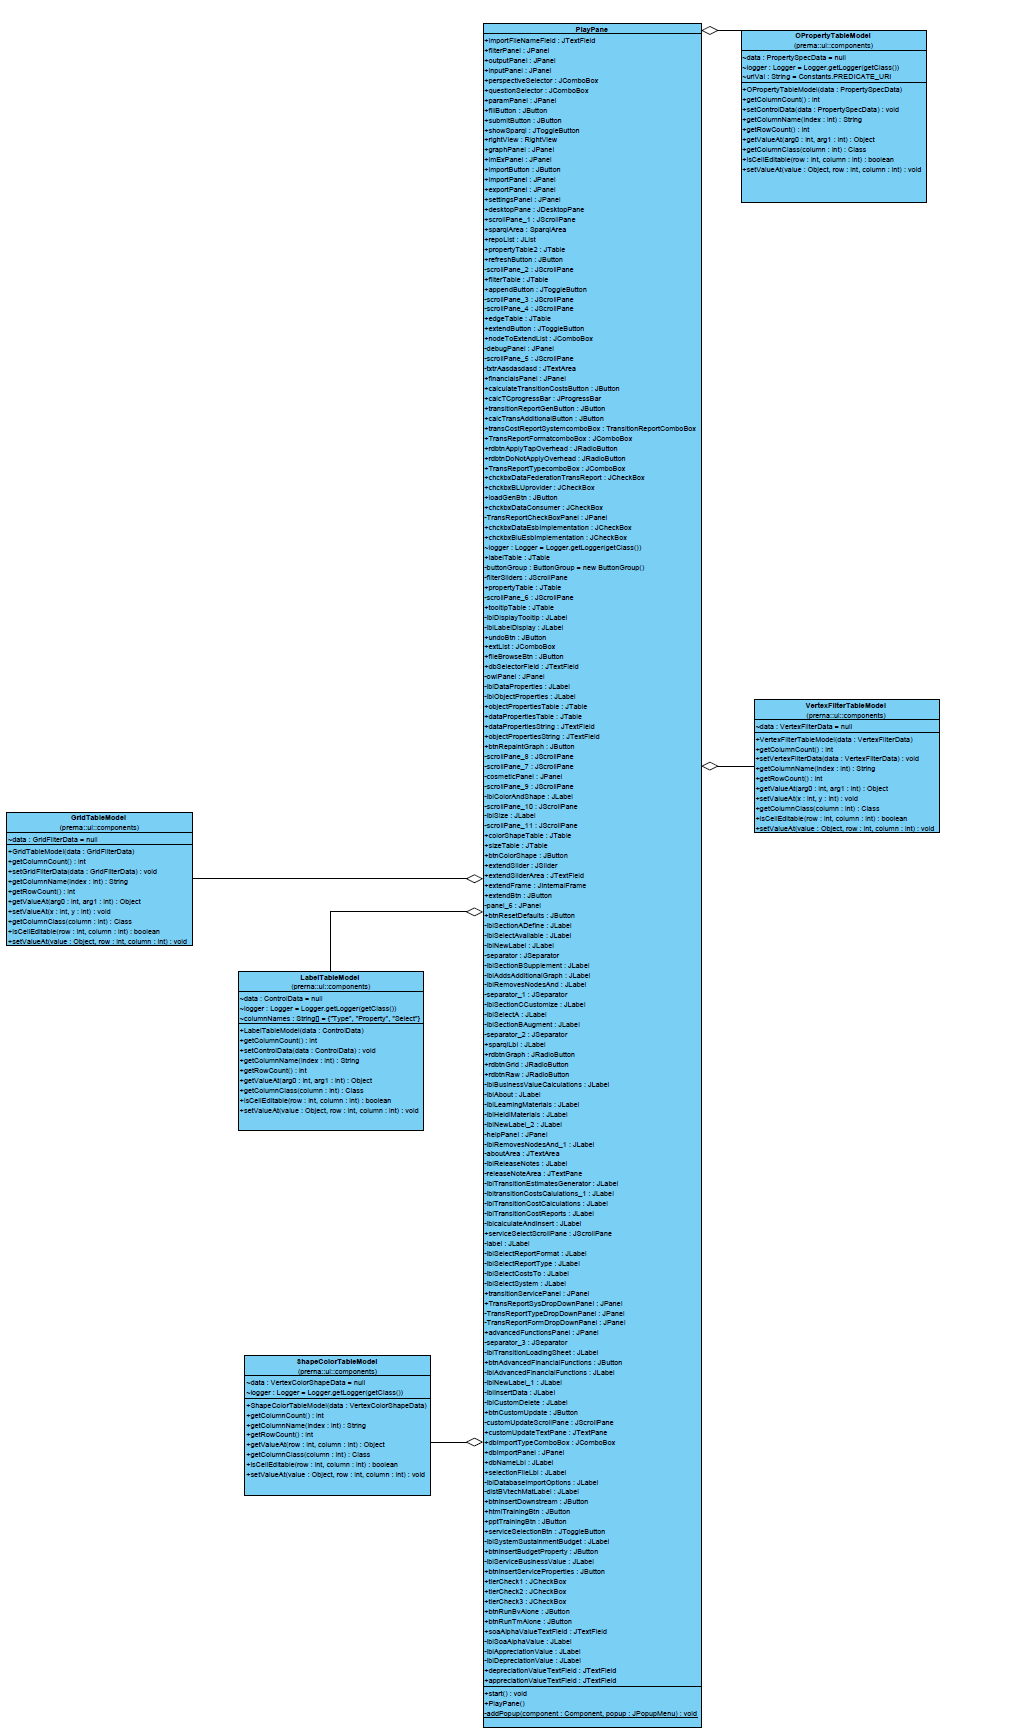 PlayPane
+importFileNameField : JTextField
+filterPanel : JPanel
+outputPanel : JPanel
+inputPanel : JPanel
+perspectiveSelector : JComboBox
+questionSelector : JComboBox
+paramPanel : JPanel
+fillButton : JButton
+submitButton : JButton
+showSparql : JToggleButton
+rightView : RightView
+graphPanel : JPanel
+imExPanel : JPanel
+importButton : JButton
+importPanel : JPanel
+exportPanel : JPanel
+settingsPanel : JPanel
+desktopPane : JDesktopPane
+scrollPane_1 : JScrollPane
+sparqlArea : SparqlArea
+repoList : JList
+propertyTable2 : JTable
+refreshButton : JButton
-scrollPane_2 : JScrollPane
+filterTable : JTable
+appendButton : JToggleButton
-scrollPane_3 : JScrollPane
-scrollPane_4 : JScrollPane
+edgeTable : JTable
+extendButton : JToggleButton
+nodeToExtendList : JComboBox
-debugPanel : JPanel
-scrollPane_5 : JScrollPane
-txtrAasdasdasd : JTextArea
+financialsPanel : JPanel
+calculateTransitionCostsButton : JButton
+calcTCprogressBar : JProgressBar
+transitionReportGenButton : JButton
+calcTransAdditionalButton : JButton
+transCostReportSystemcomboBox : TransitionReportComboBox
+TransReportFormatcomboBox : JComboBox
+rdbtnApplyTapOverhead : JRadioButton
+rdbtnDoNotApplyOverhead : JRadioButton
+TransReportTypecomboBox : JComboBox
+chckbxDataFederationTransReport : JCheckBox
+chckbxBLUprovider : JCheckBox
+loadGenBtn : JButton
+chckbxDataConsumer : JCheckBox
-TransReportCheckBoxPanel : JPanel
+chckbxDataEsbImplementation : JCheckBox
+chckbxBluEsbImplementation : JCheckBox
~logger : Logger = Logger.getLogger(getClass())
+labelTable : JTable
-buttonGroup : ButtonGroup = new ButtonGroup()
-filterSliders : JScrollPane
+propertyTable : JTable
-scrollPane_6 : JScrollPane
+tooltipTable : JTable
-lblDisplayTooltip : JLabel
-lblLabelDisplay : JLabel
+undoBtn : JButton
+extList : JComboBox
+fileBrowseBtn : JButton
+dbSelectorField : JTextField
-owlPanel : JPanel
-lblDataProperties : JLabel
-lblObjectProperties : JLabel
+objectPropertiesTable : JTable
+dataPropertiesTable : JTable
+dataPropertiesString : JTextField
+objectPropertiesString : JTextField
+btnRepaintGraph : JButton
-scrollPane_8 : JScrollPane
-scrollPane_7 : JScrollPane
-cosmeticPanel : JPanel
-scrollPane_9 : JScrollPane
-lblColorAndShape : JLabel
-scrollPane_10 : JScrollPane
-lblSize : JLabel
-scrollPane_11 : JScrollPane
+colorShapeTable : JTable
+sizeTable : JTable
+btnColorShape : JButton
+extendSlider : JSlider
+extendSliderArea : JTextField
+extendFrame : JInternalFrame
+extendBtn : JButton
-panel_6 : JPanel
+btnResetDefaults : JButton
-lblSectionADefine : JLabel
-lblSelectAvailable : JLabel
-lblNewLabel : JLabel
-separator : JSeparator
-lblSectionBSupplement : JLabel
-lblAddsAdditionalGraph : JLabel
-lblRemovesNodesAnd : JLabel
-separator_1 : JSeparator
-lblSectionCCustomize : JLabel
-lblSelectA : JLabel
-lblSectionBAugment : JLabel
-separator_2 : JSeparator
+sparqlLbl : JLabel
+rdbtnGraph : JRadioButton
+rdbtnGrid : JRadioButton
+rdbtnRaw : JRadioButton
-lblBusinessValueCalculations : JLabel
-lblAbout : JLabel
-lblLearningMaterials : JLabel
-lblHeidiMaterials : JLabel
-lblNewLabel_2 : JLabel
-helpPanel : JPanel
-lblRemovesNodesAnd_1 : JLabel
-aboutArea : JTextArea
-lblReleaseNotes : JLabel
-releaseNoteArea : JTextPane
-lblTransitionEstimatesGenerator : JLabel
-lbltransitionCostsCalulations_1 : JLabel
-lblTransitionCostCalculations : JLabel
-lblTransitionCostReports : JLabel
-lblcalculateAndInsert : JLabel
+serviceSelectScrollPane : JScrollPane
-label : JLabel
-lblSelectReportFormat : JLabel
-lblSelectReportType : JLabel
-lblSelectCostsTo : JLabel
-lblSelectSystem : JLabel
+transitionServicePanel : JPanel
+TransReportSysDropDownPanel : JPanel
-TransReportTypeDropDownPanel : JPanel
-TransReportFormDropDownPanel : JPanel
+advancedFunctionsPanel : JPanel
-separator_3 : JSeparator
-lblTransitionLoadingSheet : JLabel
+btnAdvancedFinancialFunctions : JButton
-lblAdvancedFinancialFunctions : JLabel
-lblNewLabel_1 : JLabel
-lblInsertData : JLabel
-lblCustomDelete : JLabel
+btnCustomUpdate : JButton
-customUpdateScrollPane : JScrollPane
+customUpdateTextPane : JTextPane
+dbImportTypeComboBox : JComboBox
+dbImportPanel : JPanel
+dbNameLbl : JLabel
+selectionFileLbl : JLabel
-lblDatabaseImportOptions : JLabel
-distBVtechMatLabel : JLabel
+btnInsertDownstream : JButton
+htmlTrainingBtn : JButton
+pptTrainingBtn : JButton
+serviceSelectionBtn : JToggleButton
-lblSystemSustainmentBudget : JLabel
+btnInsertBudgetProperty : JButton
-lblServiceBusinessValue : JLabel
+btnInsertServiceProperties : JButton
+tierCheck1 : JCheckBox
+tierCheck2 : JCheckBox
+tierCheck3 : JCheckBox
+btnRunBvAlone : JButton
+btnRunTmAlone : JButton
+soaAlphaValueTextField : JTextField
-lblSoaAlphaValue : JLabel
-lblAppreciationValue : JLabel
-lblDepreciationValue : JLabel
+depreciationValueTextField : JTextField
+appreciationValueTextField : JTextField
+start() : void
+PlayPane()
-addPopup(component : Component, popup : JPopupMenu) : void
OPropertyTableModel
(prerna::ui::components)
~data : PropertySpecData = null
~logger : Logger = Logger.getLogger(getClass())
~uriVal : String = Constants.PREDICATE_URI
+OPropertyTableModel(data : PropertySpecData)
+getColumnCount() : int
+setControlData(data : PropertySpecData) : void
+getColumnName(index : int) : String
+getRowCount() : int
+getValueAt(arg0 : int, arg1 : int) : Object
+getColumnClass(column : int) : Class
+isCellEditable(row : int, column : int) : boolean
+setValueAt(value : Object, row : int, column : int) : void
VertexFilterTableModel
(prerna::ui::components)
~data : VertexFilterData = null
+VertexFilterTableModel(data : VertexFilterData)
+getColumnCount() : int
+setVertexFilterData(data : VertexFilterData) : void
+getColumnName(index : int) : String
+getRowCount() : int
+getValueAt(arg0 : int, arg1 : int) : Object
+setValueAt(x : int, y : int) : void
+getColumnClass(column : int) : Class
+isCellEditable(row : int, column : int) : boolean
+setValueAt(value : Object, row : int, column : int) : void
GridTableModel
(prerna::ui::components)
~data : GridFilterData = null
+GridTableModel(data : GridFilterData)
+getColumnCount() : int
+setGridFilterData(data : GridFilterData) : void
+getColumnName(index : int) : String
+getRowCount() : int
+getValueAt(arg0 : int, arg1 : int) : Object
+setValueAt(x : int, y : int) : void
+getColumnClass(column : int) : Class
+isCellEditable(row : int, column : int) : boolean
+setValueAt(value : Object, row : int, column : int) : void
LabelTableModel
(prerna::ui::components)
~data : ControlData = null
~logger : Logger = Logger.getLogger(getClass())
~columnNames : String[] = {"Type", "Property", "Select"}
+LabelTableModel(data : ControlData)
+getColumnCount() : int
+setControlData(data : ControlData) : void
+getColumnName(index : int) : String
+getRowCount() : int
+getValueAt(arg0 : int, arg1 : int) : Object
+getColumnClass(column : int) : Class
+isCellEditable(row : int, column : int) : boolean
+setValueAt(value : Object, row : int, column : int) : void
ShapeColorTableModel
(prerna::ui::components)
~data : VertexColorShapeData = null
~logger : Logger = Logger.getLogger(getClass())
+ShapeColorTableModel(data : VertexColorShapeData)
+getColumnCount() : int
+getColumnName(index : int) : String
+getRowCount() : int
+getValueAt(row : int, column : int) : Object
+getColumnClass(column : int) : Class
+isCellEditable(row : int, column : int) : boolean
+setValueAt(value : Object, row : int, column : int) : void